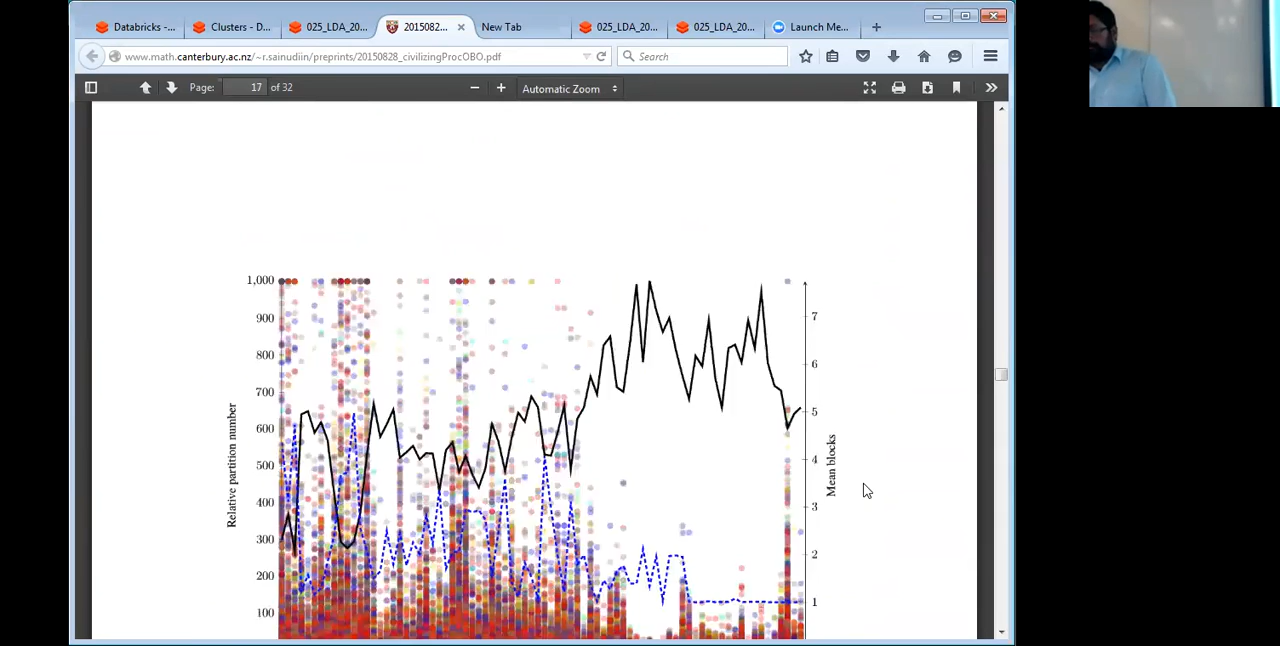 Databricks -...
Clusters - D...
025_LDA_20...
20150822...
New Tab
025_LDA_20...
025_LDA_20...
Launch Me...
www.math.canterbury.ac.nz/~r.sainudiin/preprints/20150828_civilizingProcOBO.pdf
Search
Page: 17 of 32
Automatic Zoom
1,000
900
800
700
600
500
400
300
200
100
Relative partition number
7
6
5
4
3
2
1
Mean blocks